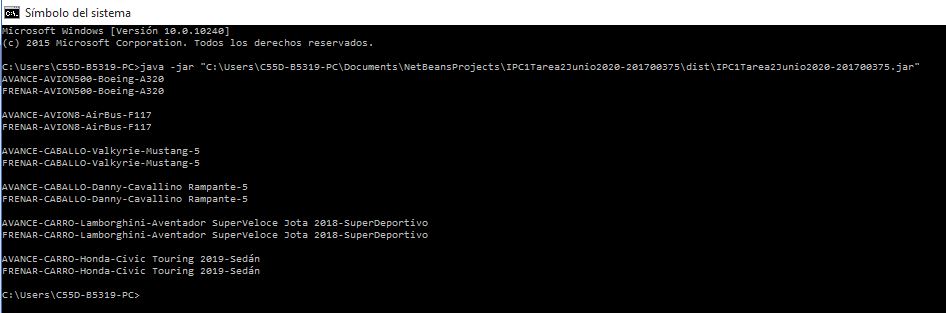 Símbolo del sistema
Microsoft Windows [Versión 10.0.10240]
(c) 2015 Microsoft Corporation. Todos los derechos reservados.
C:\Users\C55D-B5319-PC>java -jar "C:\Users\C55D-B5319-PC\Documents\NetBeansProjects\IPC1Tarea2Junio2020-201700375\dist\IPC1Tarea2Junio2020-201700375.jar"
AVANCE-AVION500-Boeing-A320
FRENAR-AVION500-Boeing-A320
AVANCE-AVION8-AirBus-F117
FRENAR-AVION8-AirBus-F117
AVANCE-CABALLO-Valkyrie-Mustang-5
FRENAR-CABALLO-Valkyrie-Mustang-5
AVANCE-CABALLO-Danny-Cavallino Rampante-5
FRENAR-CABALLO-Danny-Cavallino Rampante-5
AVANCE-CARRO-Lamborghini-Aventador SuperVeloce Jota 2018-SuperDeportivo
FRENAR-CARRO-Lamborghini-Aventador SuperVeloce Jota 2018-SuperDeportivo
AVANCE-CARRO-Honda-Civic Touring 2019-Sedán
FRENAR-CARRO-Honda-Civic Touring 2019-Sedán
C:\Users\C55D-B5319-PC>